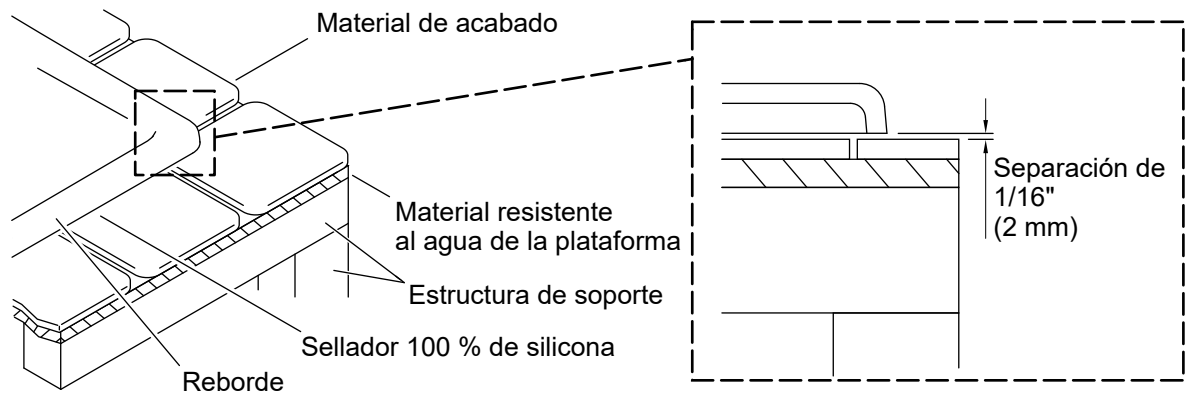 Material de acabado
Separación de
1/16"
(2 mm)
Material resistente
al agua de la plataforma
Estructura de soporte
Sellador 100 % de silicona
Reborde